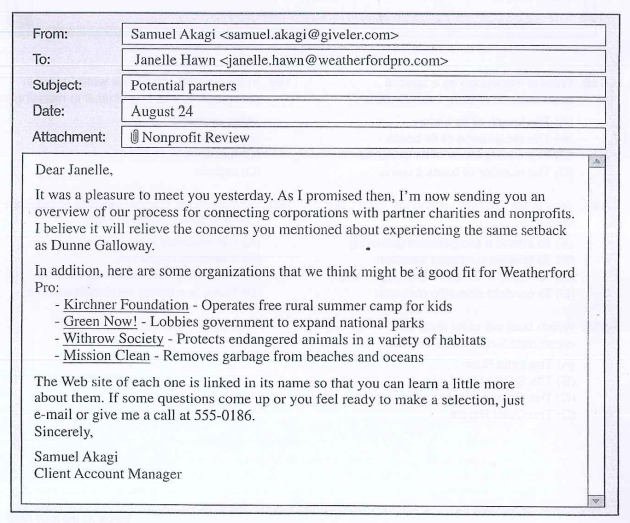 From: Samuel Akagi <samuel.akagi@giveler.com>
To: Janelle Hawn <janelle.hawn@weatherfordpro.com>
Subject: Potential partners
Date: August 24
Attachment: Nonprofit Review
Dear Janelle,
It was a pleasure to meet you yesterday. As I promised then, I'm now sending you an
overview of our process for connecting corporations with partner charities and nonprofits.
I believe it will relieve the concerns you mentioned about experiencing the same setback
as Dunne Galloway.
In addition, here are some organizations that we think might be a good fit for Weatherford
Pro:
- Kirchner Foundation - Operates free rural summer camp for kids
- Green Now! - Lobbies government to expand national parks
- Withrow Society - Protects endangered animals in a variety of habitats
- Mission Clean - Removes garbage from beaches and oceans
The Web site of each one is linked in its name so that you can learn a little more
about them. If some questions come up or you feel ready to make a selection, just
e-mail or give me a call at 555-0186.
Sincerely,
Samuel Akagi
Client Account Manager